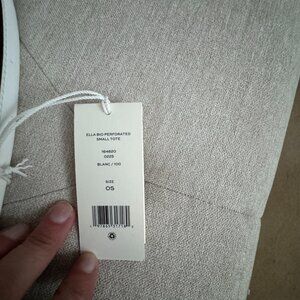 ELLA BIO PERFORATED
SMALL TOTE
164820
0225
BLANC / 100
SIZE
OS